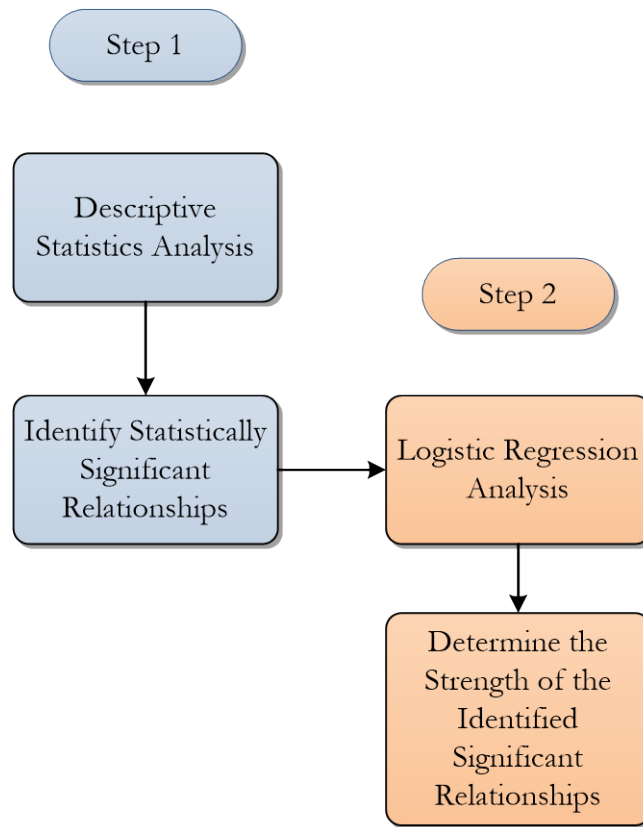 Step 1
Descriptive
Statistics Analysis
Identify Statistically
Significant
Relationships
Step 2
Logistic Regression
Analysis
Determine the
Strength of the
Identified
Significant
Relationships